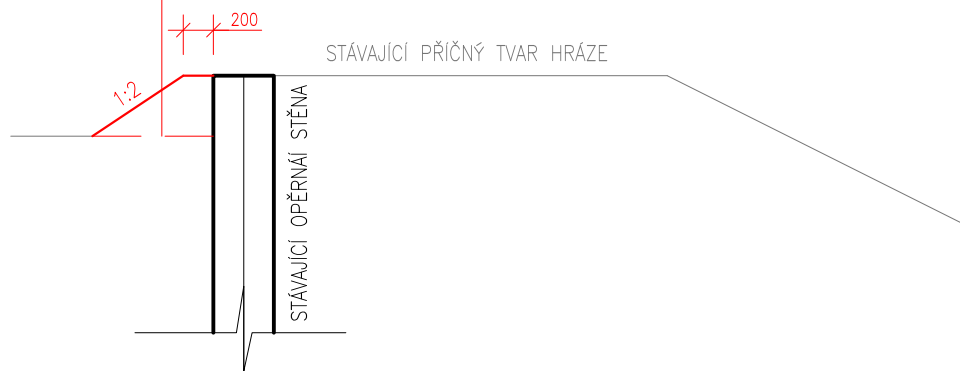 200
STÁVAJÍCÍ PŘÍČNÝ TVAR HRÁZE
1:2
STÁVAJÍCÍ OPĚRNÁÍ STĚNA